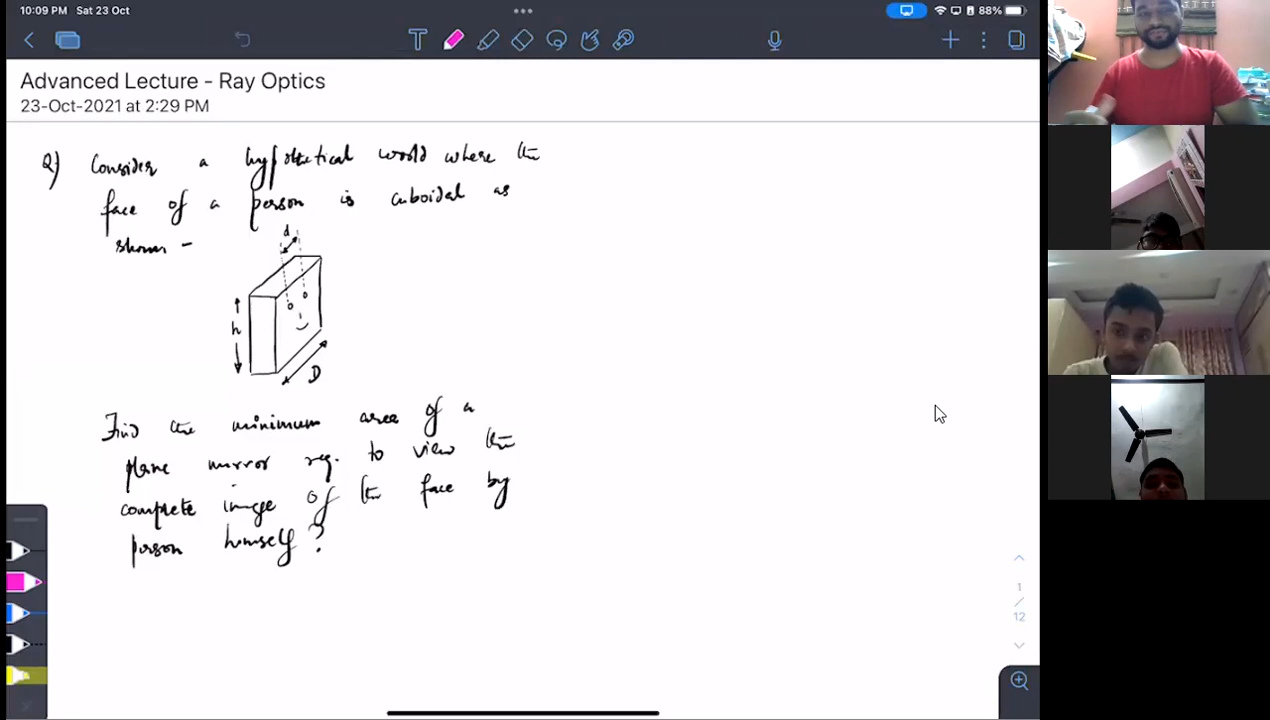 10:09 PM Sat 23 Oct
88%
Advanced Lecture - Ray Optics
23-Oct-2021 at 2:29 PM
Q) Consider a hypothetical world where the
face of a person is cuboidal as
shown -
d
h
D
Find the minimum area of a
plane mirror req. to view the
complete image of the face by
person himself?
1
/
12